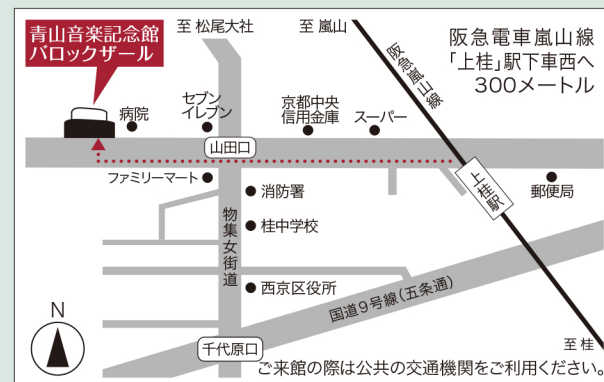 青山音楽記念館
バロックザール
至 松尾大社
至 嵐山
阪急嵐山線
阪急電車嵐山線
「上桂」駅下車西へ
300メートル
病院
セブン
イレブン
京都中央
信用金庫
スーパー
山田口
ファミリーマート
消防署
上桂駅
郵便局
物集女街道
桂中学校
西京区役所
国道9号線(五条通)
N
千代原口
至 桂
ご来館の際は公共の交通機関をご利用ください。